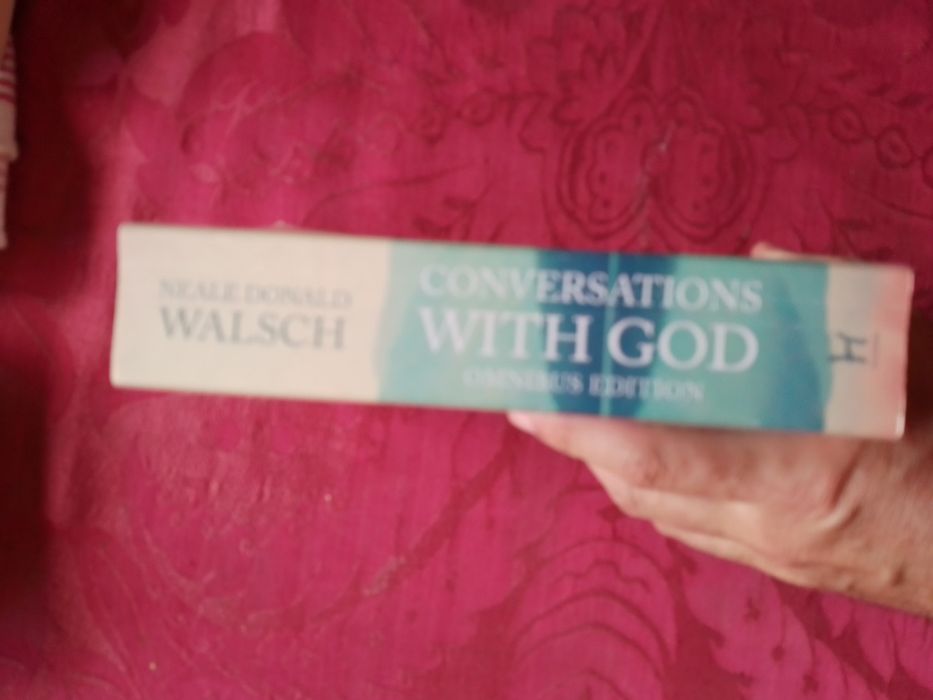 NEALE DONALD
WALSCH
CONVERSATIONS
WITH GOD
OMNIBUS EDITION
H